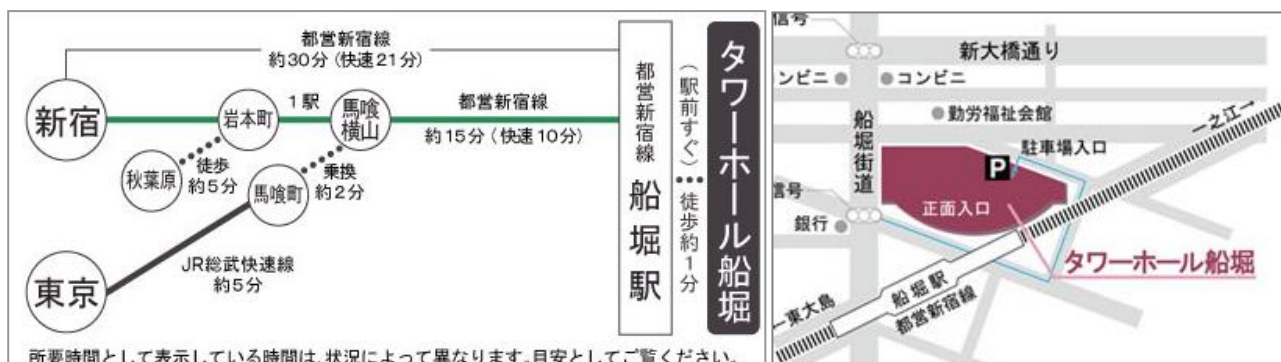 都営新宿線
約30分(快速21分)
新宿
岩本町
1駅
馬喰
横山
都営新宿線
約15分(快速10分)
秋葉原
徒歩
約5分
馬喰町
乗換
約2分
東京
JR総武快速線
約5分
都営新宿線 船堀駅
(駅前すぐ)
徒歩約1分
タワーホール船堀
所要時間として表示している時間は、状況によって異なります。目安としてご覧ください。
信号
新大橋通り
ンビニ
コンビニ
勤労福祉会館
船堀街道
一之江→
駐車場入口
P
信号
正面入口
銀行
タワーホール船堀
船堀駅
都営新宿線
←東大島